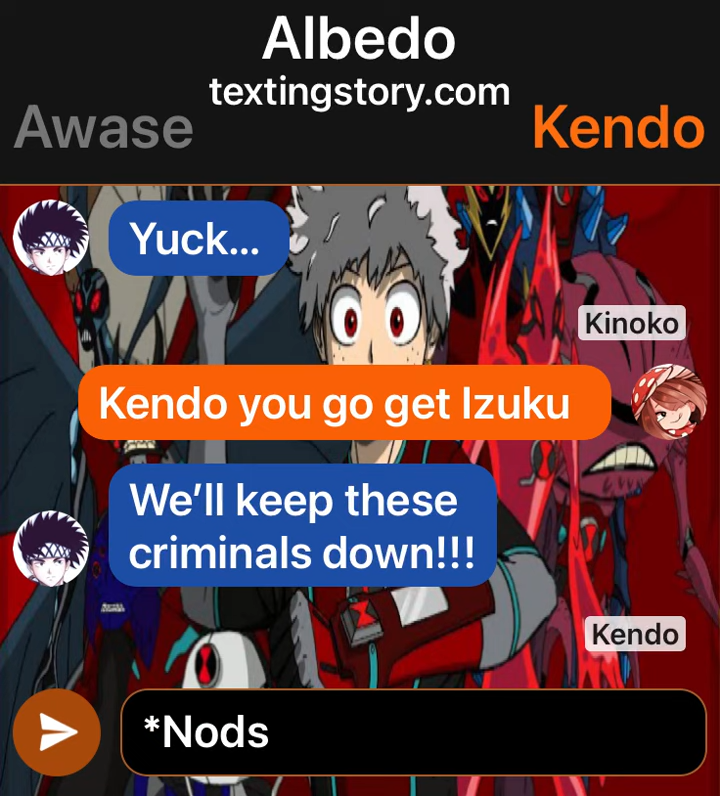 Albedo
textingstory.com
Awase
Kendo
Yuck...
Kinoko
Kendo you go get Izuku
We’ll keep these
criminals down!!!
Kendo
*Nods